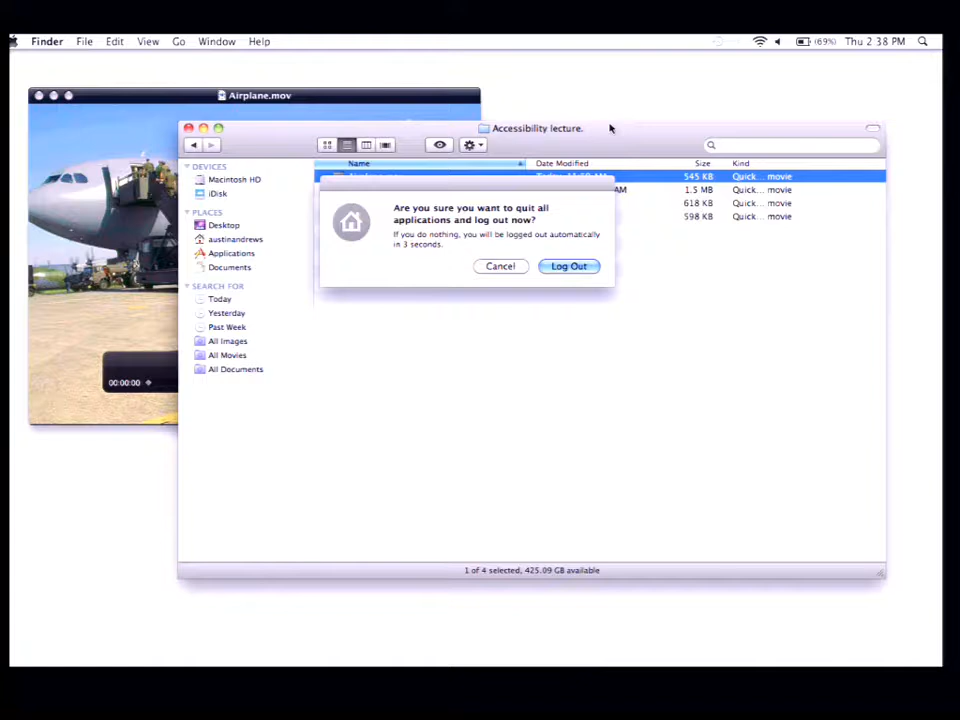 Finder File Edit View Go Window Help (69%) Thu 2 38 PM
Airplane.mov
Accessibility lecture.
DEVICES
Macintosh HD
iDisk
PLACES
Desktop
austinandrews
Applications
Documents
SEARCH FOR
Today
Yesterday
Past Week
All Images
All Movies
All Documents
Name Date Modified Size Kind
545 KB Quick... movie
AM 1.5 MB Quick... movie
618 KB Quick... movie
598 KB Quick... movie
Are you sure you want to quit all
applications and log out now?
If you do nothing, you will be logged out automatically
in 3 seconds.
Cancel Log Out
00:00:00
1 of 4 selected, 425.09 GB available